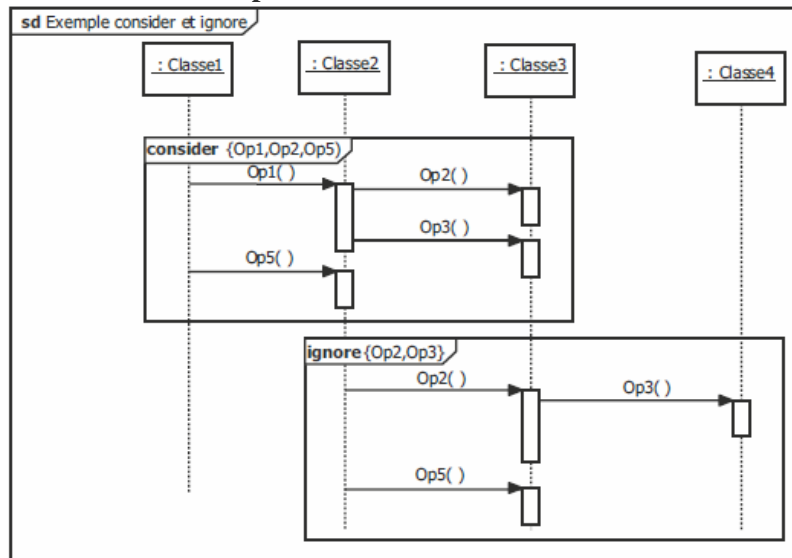 sd Exemple consider et ignore
: Classe1
: Classe2
: Classe3
: Classe4
consider {Op1,Op2,Op5)
Op1( )
Op2( )
Op3( )
Op5( )
ignore{Op2,Op3}
Op2( )
Op3( )
Op5( )